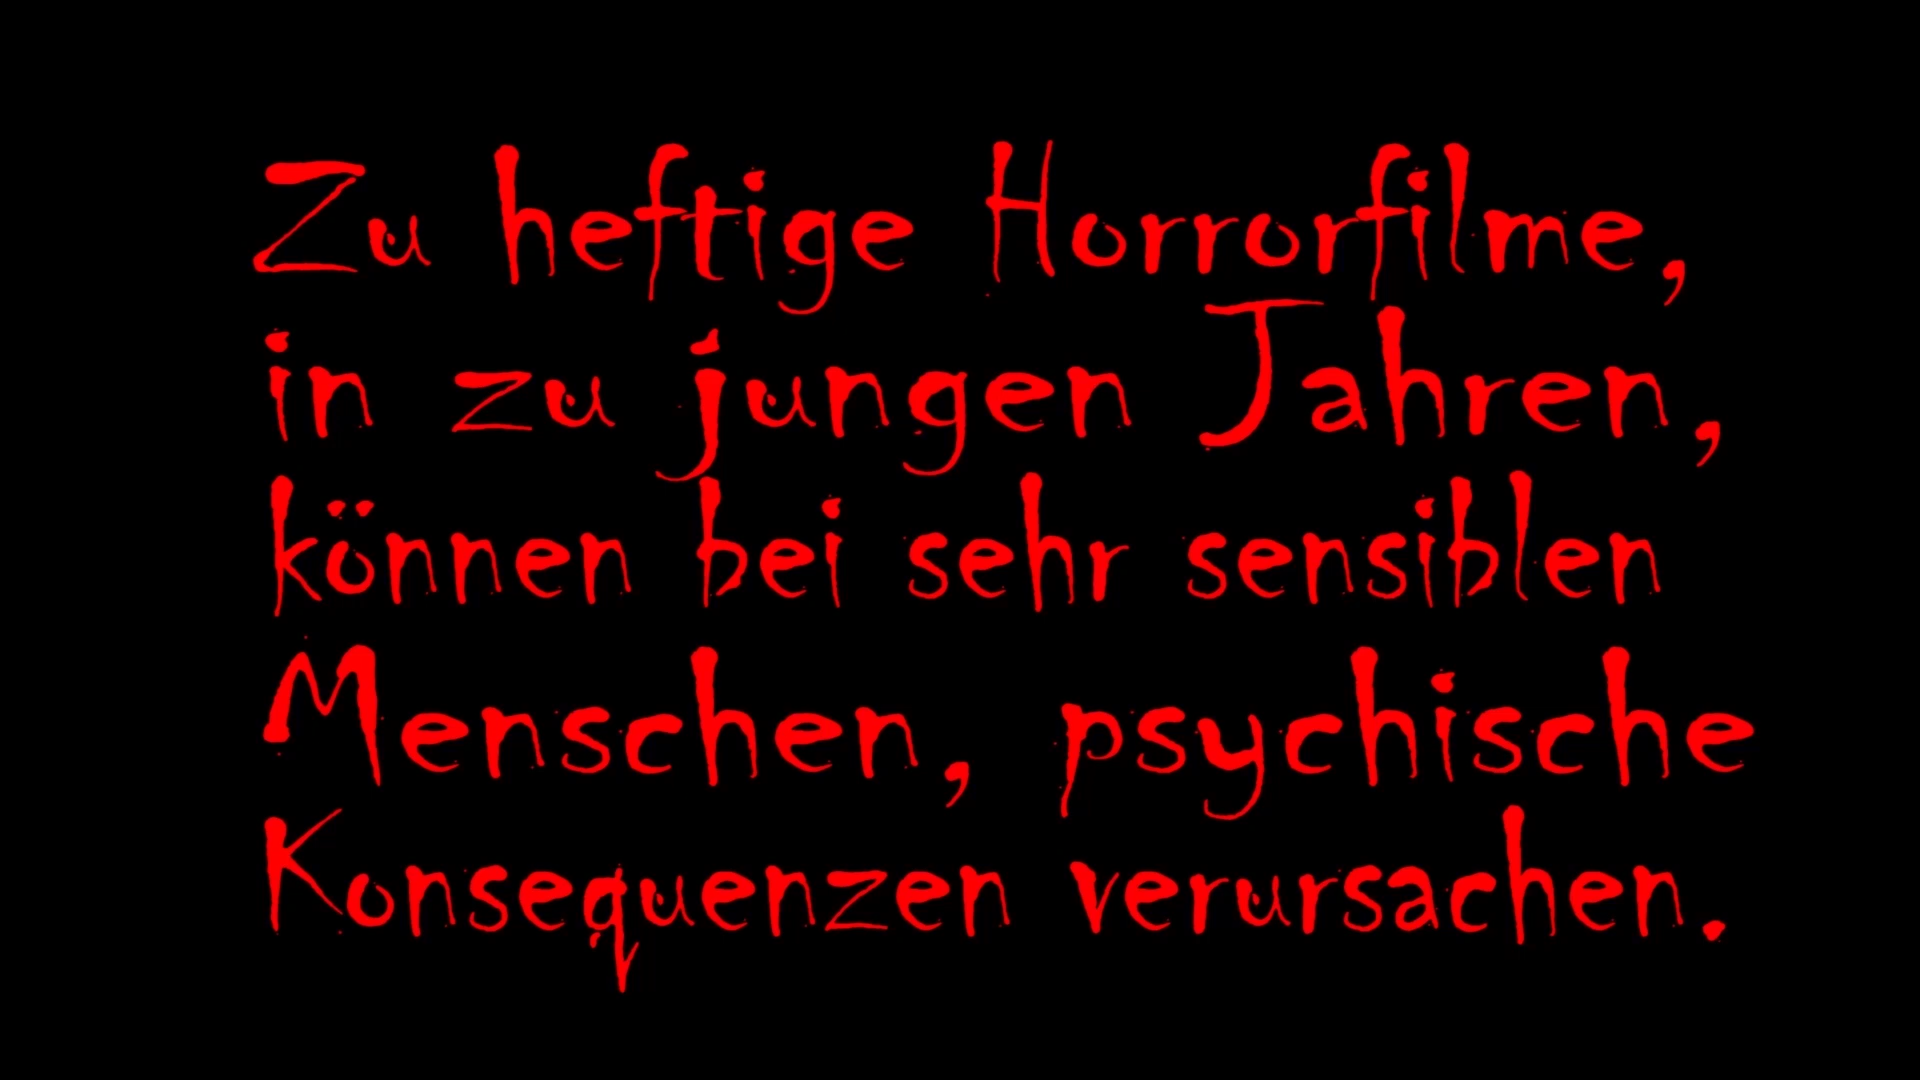 Zu heftige Horrorfilme,
in zu jungen Jahren,
können bei sehr sensiblen
Menschen, psychische
Konsequenzen verursachen.